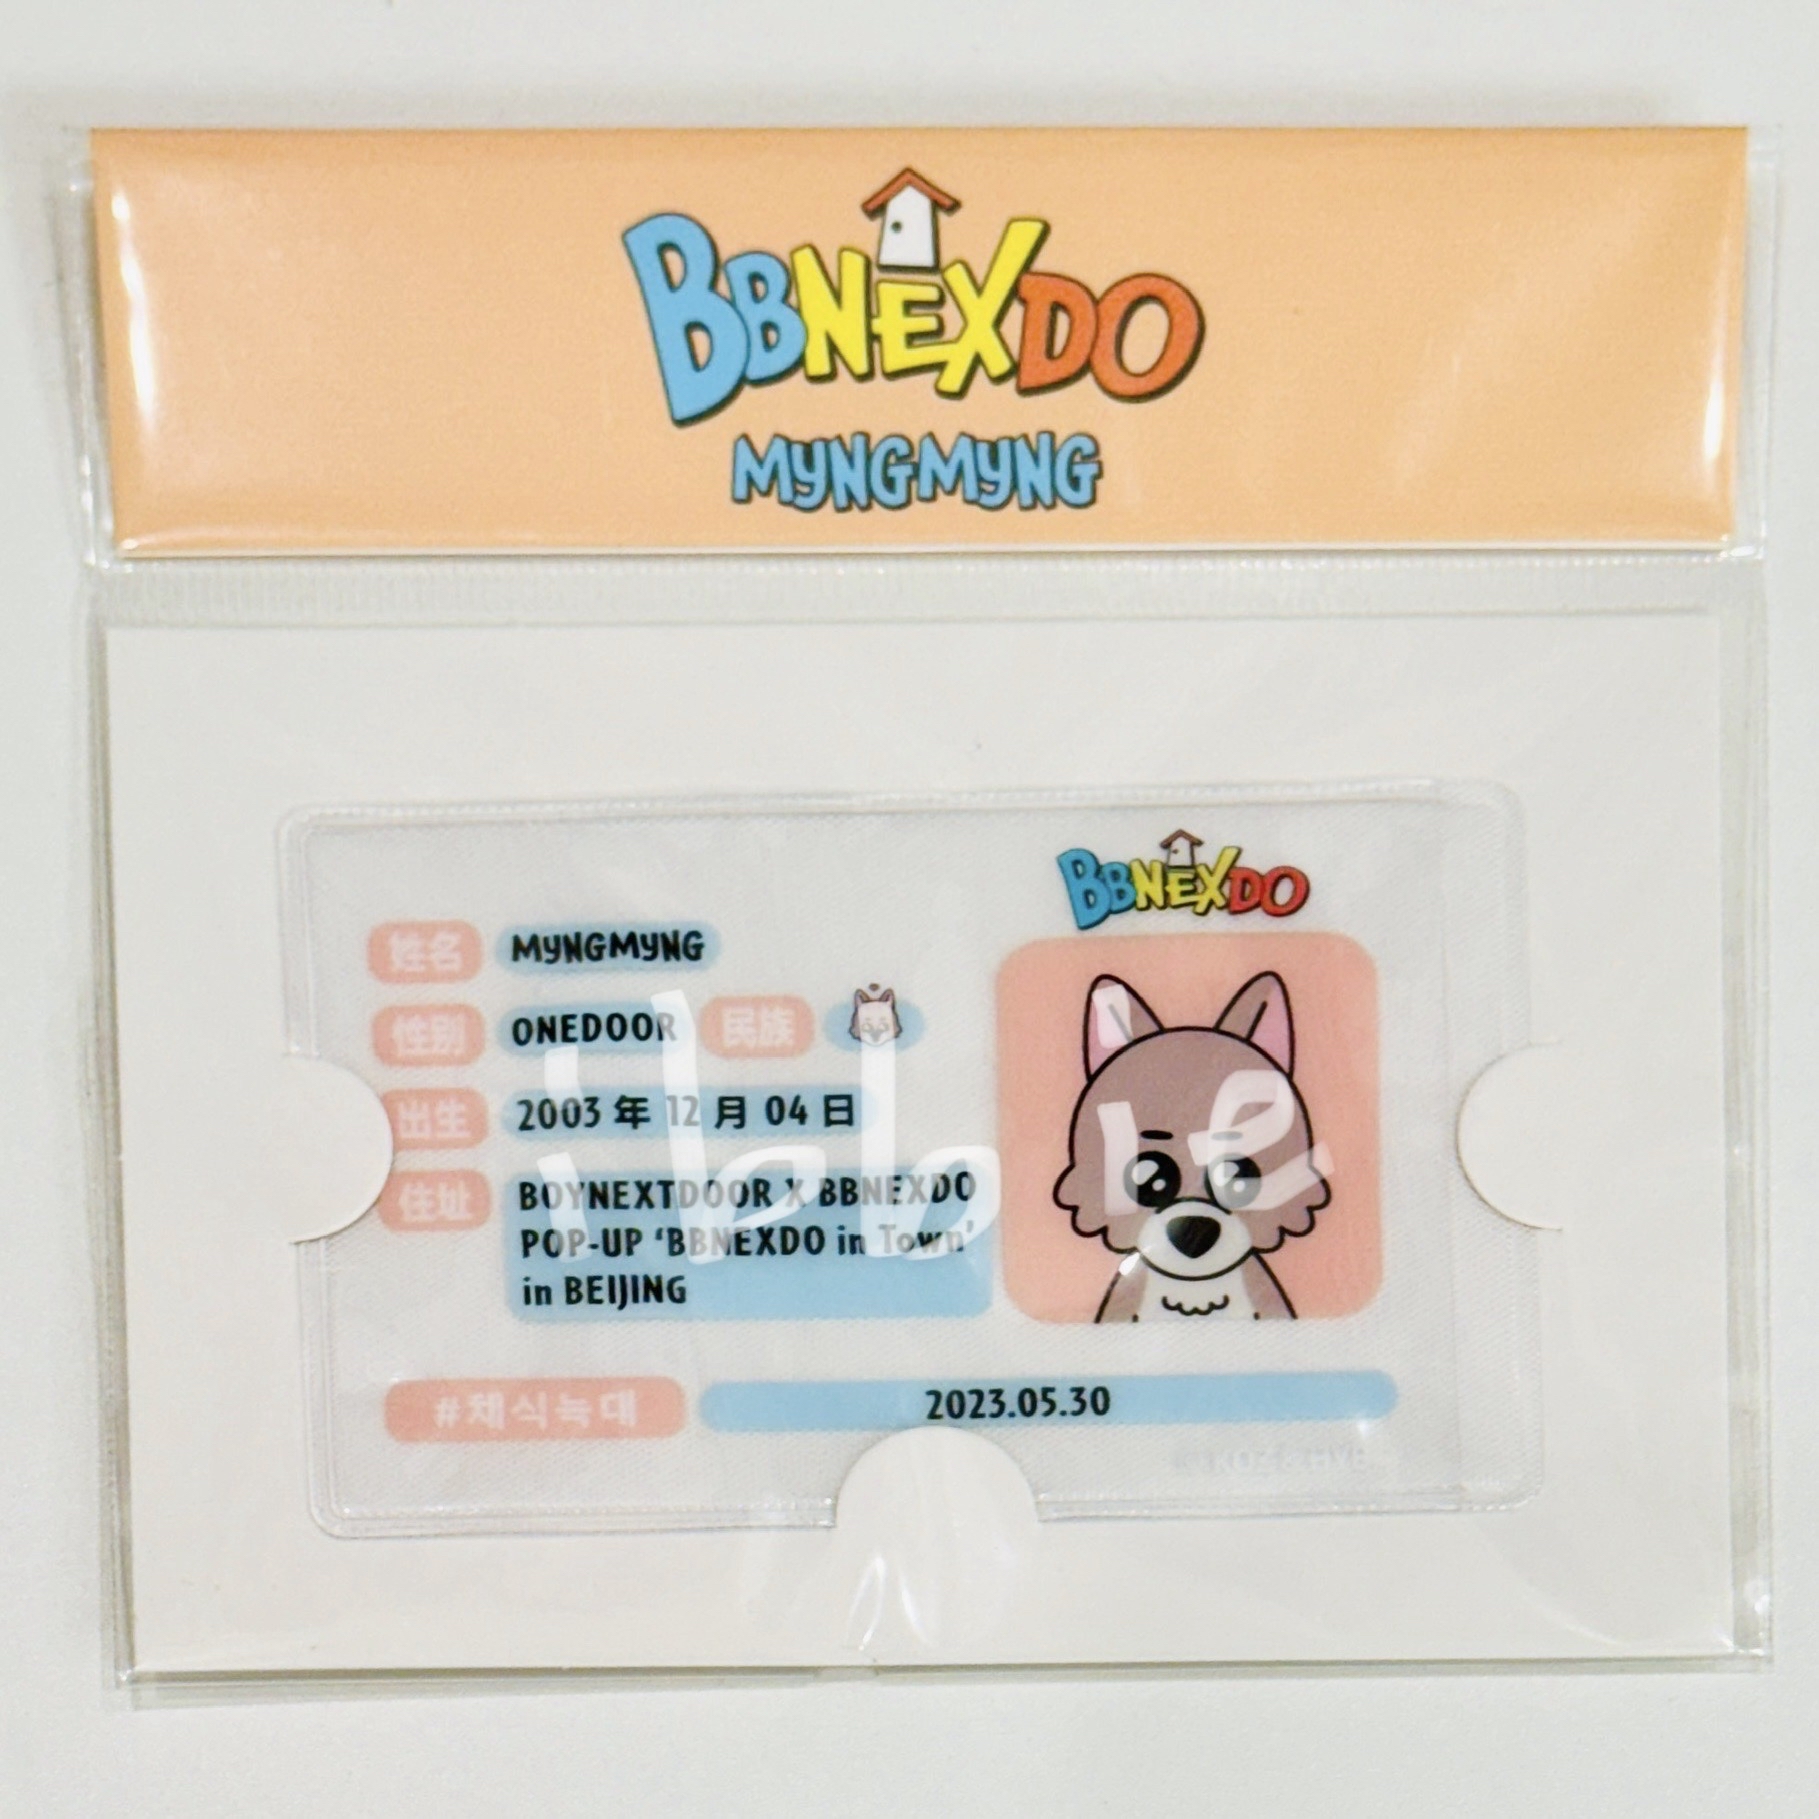 BBNEXDO
MYNGMYNG
BBNEXDO
姓名 MYNGMYNG
性别 ONEDOOR 民族
出生 2003 年 12 月 04 日
住址 BOYNEXTDOOR X BBNEXDO
POP-UP ‘BBNEXDO in Town’
in BEIJING
#채식늑대 2023.05.30